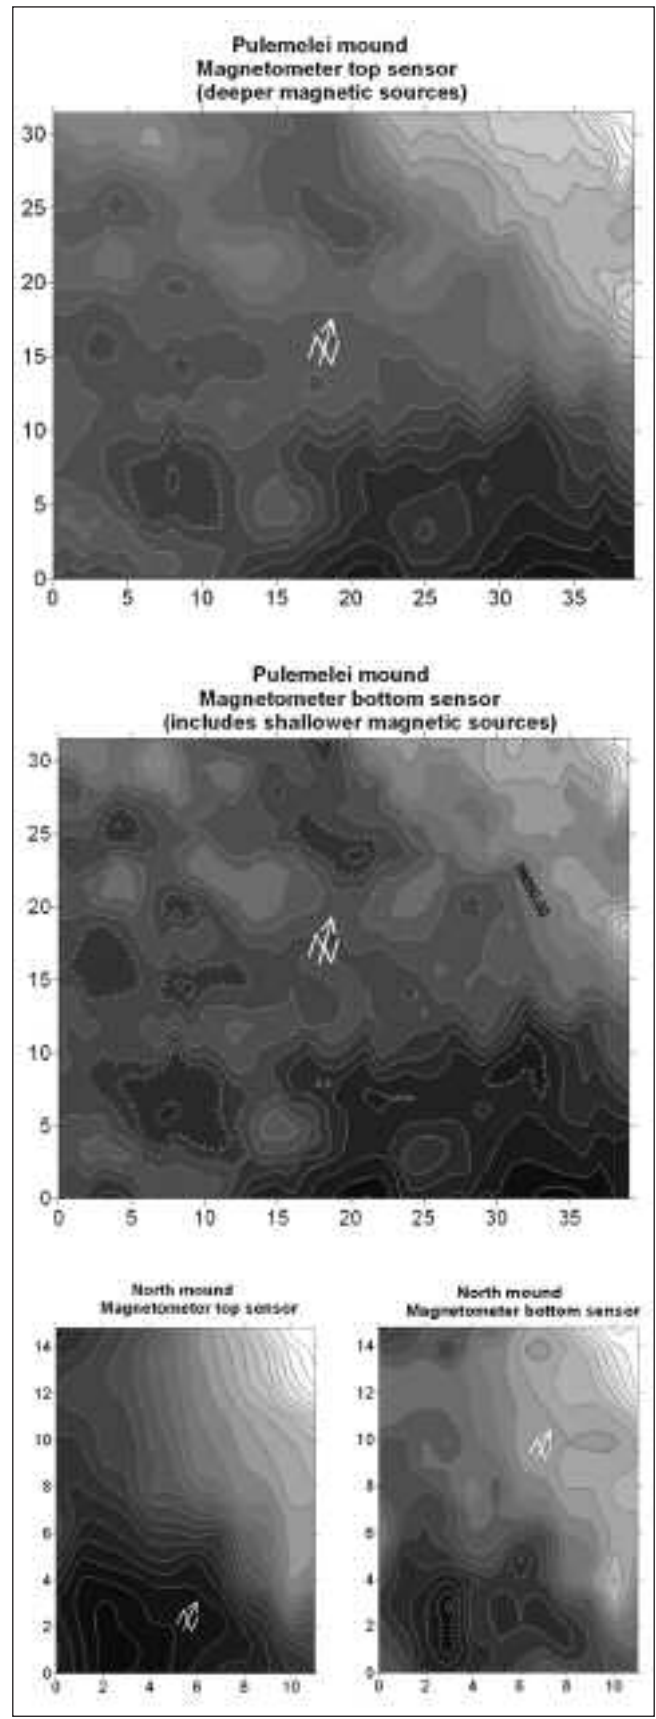 Pulemelei mound
Magnetometer top sensor
(deeper magnetic sources)
30
25
20
15
10
5
0
0 5 10 15 20 25 30 35
N
Pulemelei mound
Magnetometer bottom sensor
(includes shallower magnetic sources)
30
25
20
15
10
5
0
0 5 10 15 20 25 30 35
N
North mound
Magnetometer top sensor
14
12
10
8
6
4
2
0
0 2 4 6 8 10
N
North mound
Magnetometer bottom sensor
14
12
10
8
6
4
2
0
0 2 4 6 8 10
N